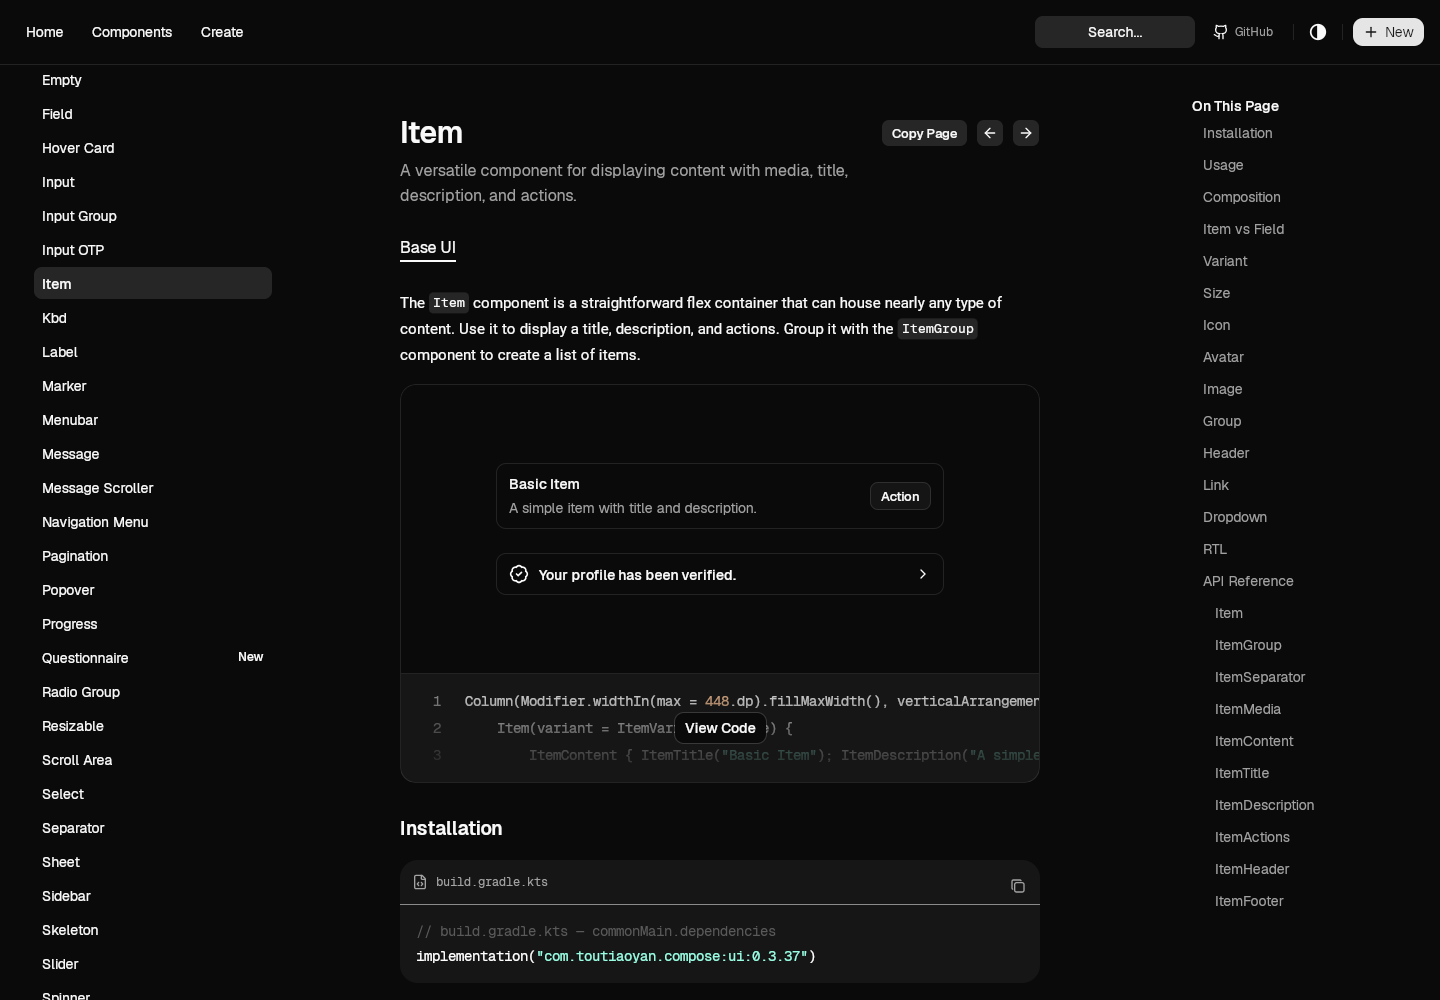 Home
Components
Create
Search...
GitHub
New
Empty
Field
Hover Card
Input
Input Group
Input OTP
Item
Kbd
Label
Marker
Menubar
Message
Message Scroller
Navigation Menu
Pagination
Popover
Progress
Questionnaire New
Radio Group
Resizable
Scroll Area
Select
Separator
Sheet
Sidebar
Skeleton
Slider
Spinner
Item
Copy Page
A versatile component for displaying content with media, title,
description, and actions.
Base UI
The Item component is a straightforward flex container that can house nearly any type of
content. Use it to display a title, description, and actions. Group it with the ItemGroup
component to create a list of items.
Basic Item
A simple item with title and description.
Action
Your profile has been verified.
1 Column(Modifier.widthIn(max = 448.dp).fillMaxWidth(), verticalArrangemen
2 Item(variant = ItemVar ) {
View Code
3 ItemContent { ItemTitle("Basic Item"); ItemDescription("A simple
Installation
build.gradle.kts
// build.gradle.kts — commonMain.dependencies
implementation("com.toutiaoyan.compose:ui:0.3.37")
On This Page
Installation
Usage
Composition
Item vs Field
Variant
Size
Icon
Avatar
Image
Group
Header
Link
Dropdown
RTL
API Reference
Item
ItemGroup
ItemSeparator
ItemMedia
ItemContent
ItemTitle
ItemDescription
ItemActions
ItemHeader
ItemFooter